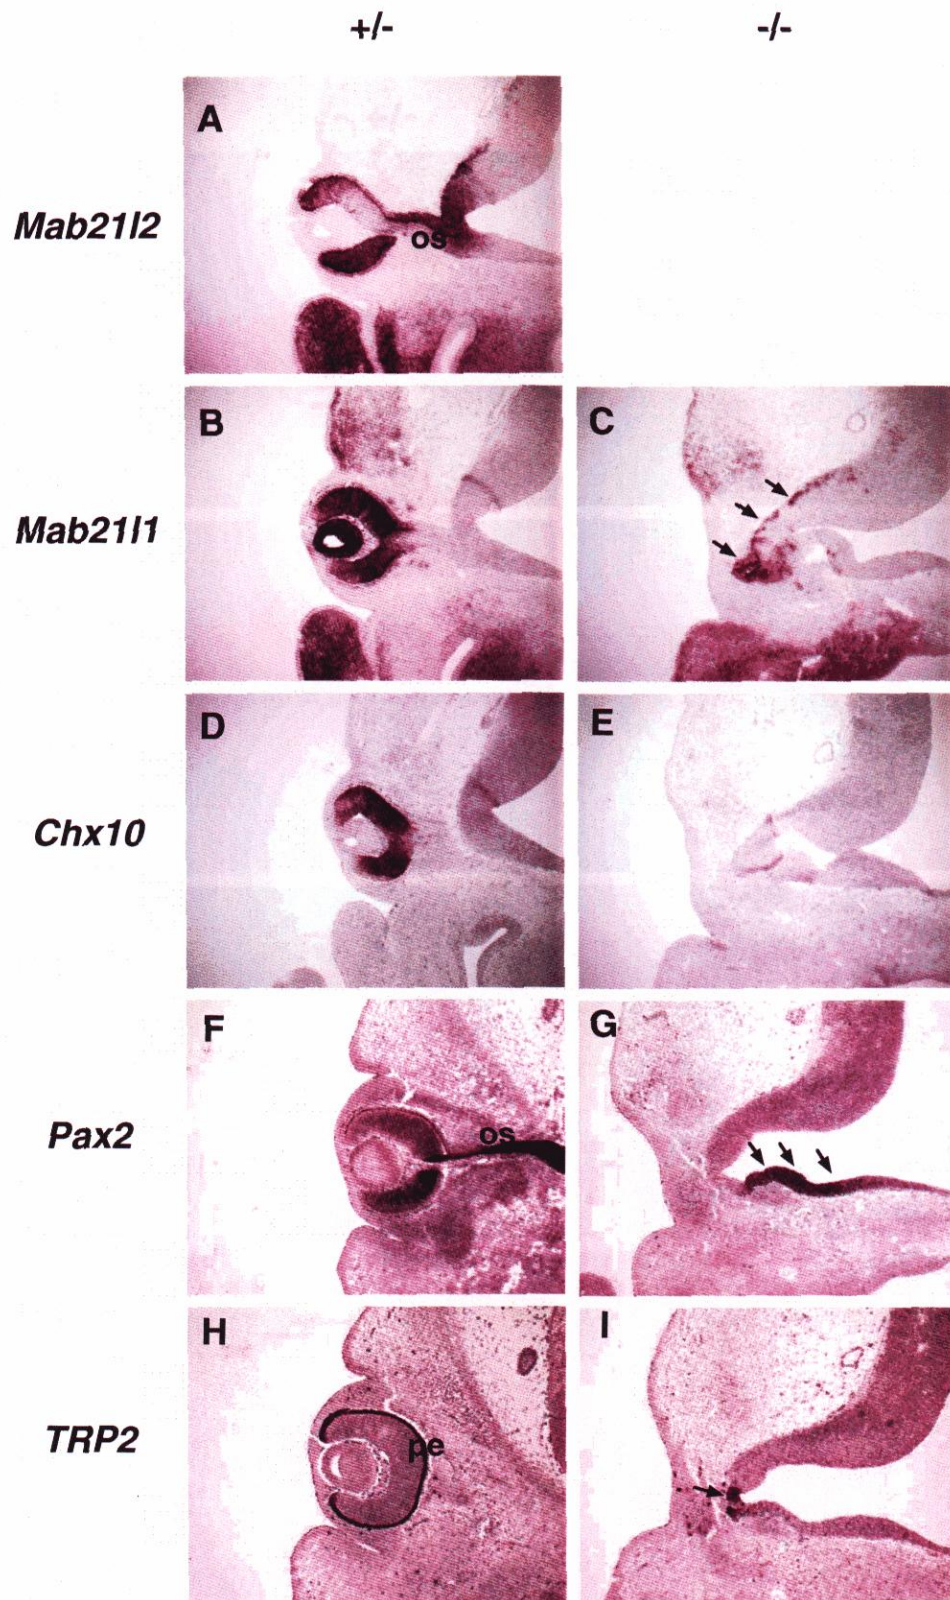 +/- -/-
A
Mab21l2
os
B C
Mab21l1
D E
Chx10
F G
Pax2
os
H I
TRP2
pe